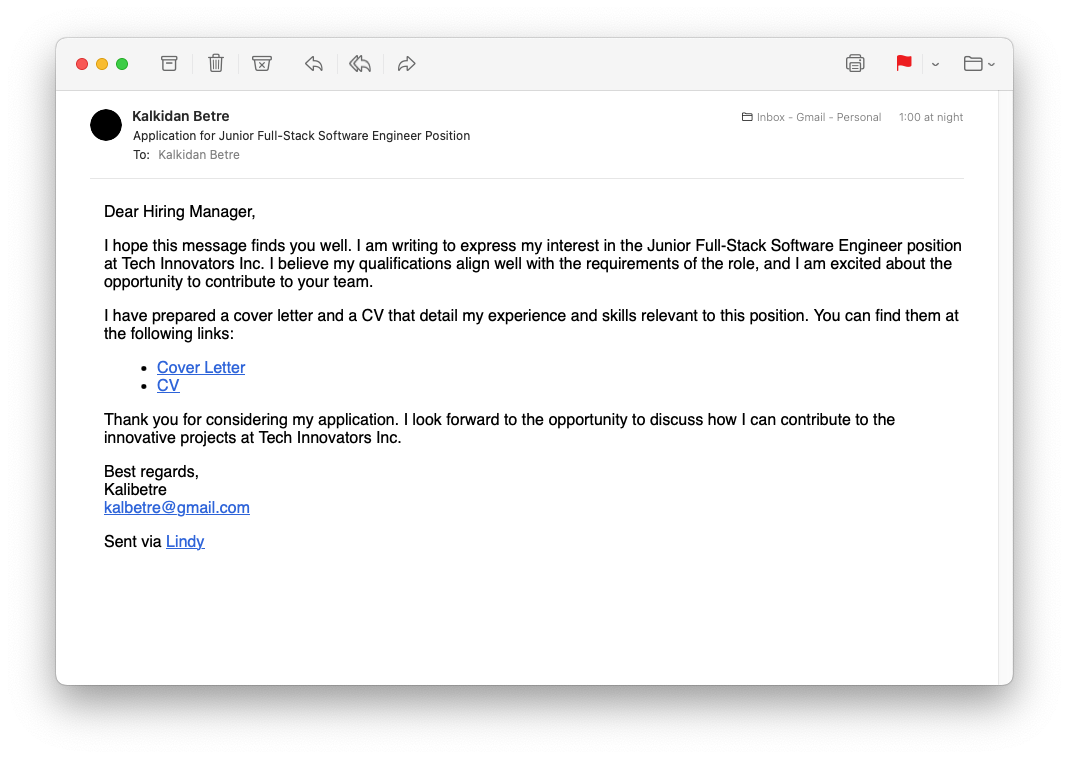 Kalkidan Betre
Inbox - Gmail - Personal 1:00 at night
Application for Junior Full-Stack Software Engineer Position
To: Kalkidan Betre
Dear Hiring Manager,
I hope this message finds you well. I am writing to express my interest in the Junior Full-Stack Software Engineer position
at Tech Innovators Inc. I believe my qualifications align well with the requirements of the role, and I am excited about the
opportunity to contribute to your team.
I have prepared a cover letter and a CV that detail my experience and skills relevant to this position. You can find them at
the following links:
• Cover Letter
• CV
Thank you for considering my application. I look forward to the opportunity to discuss how I can contribute to the
innovative projects at Tech Innovators Inc.
Best regards,
Kalibetre
kalbetre@gmail.com
Sent via Lindy